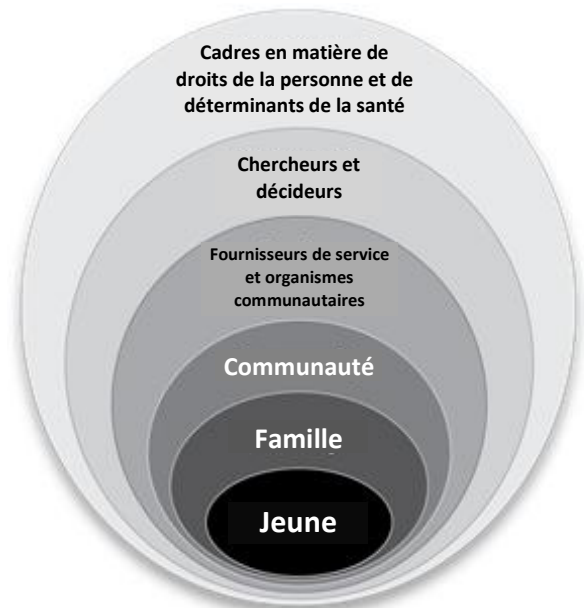 Cadres en matière de
droits de la personne et de
déterminants de la santé
Chercheurs et
décideurs
Fournisseurs de service
et organismes
communautaires
Communauté
Famille
Jeune